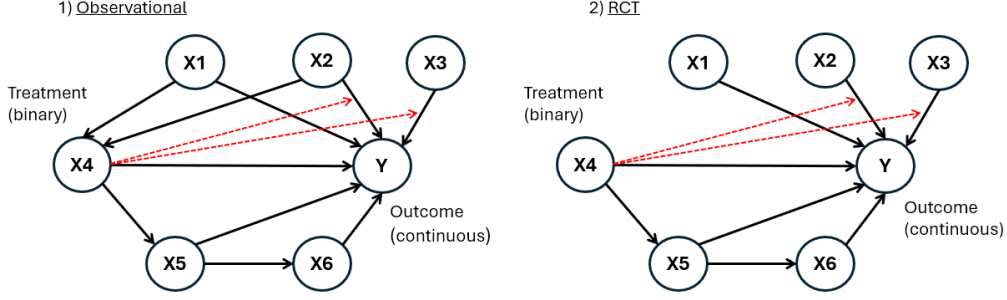 1) Observational
X1
X2
X3
Treatment
(binary)
X4
Y
Outcome
(continuous)
X5
X6
2) RCT
X1
X2
X3
Treatment
(binary)
X4
Y
Outcome
(continuous)
X5
X6